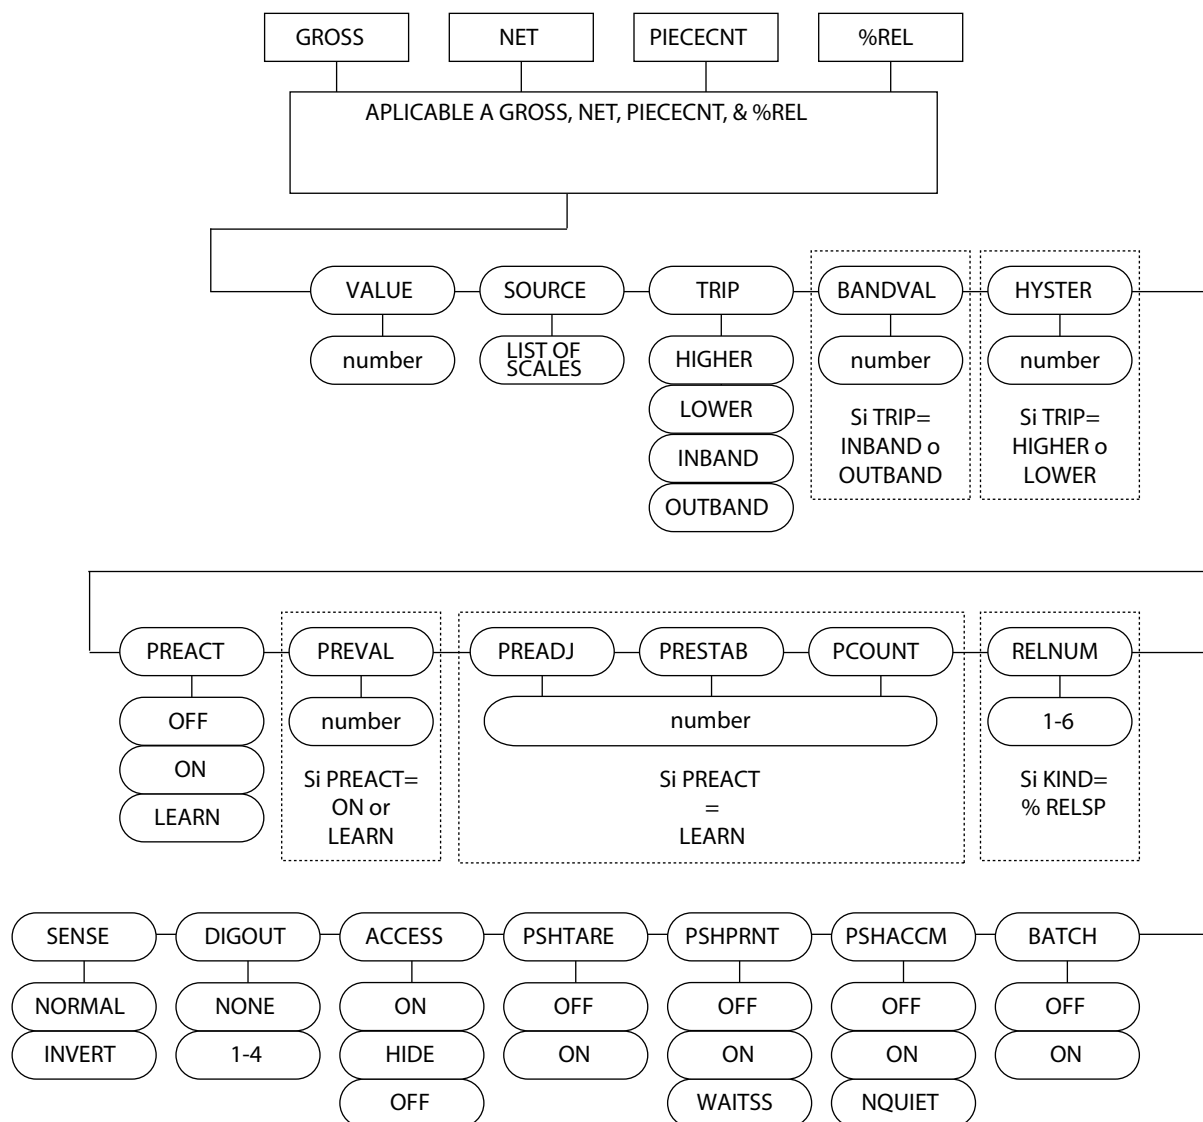 GROSS
NET
PIECECNT
%REL
APLICABLE A GROSS, NET, PIECECNT, & %REL
VALUE
SOURCE
TRIP
BANDVAL
HYSTER
number
LIST OF
SCALES
HIGHER
LOWER
INBAND
OUTBAND
number
Si TRIP=
INBAND o
OUTBAND
number
Si TRIP=
HIGHER o
LOWER
PREACT
PREVAL
PREADJ
PRESTAB
PCOUNT
RELNUM
OFF
ON
LEARN
number
Si PREACT=
ON or
LEARN
number
Si PREACT
=
LEARN
1-6
Si KIND=
% RELSP
SENSE
DIGOUT
ACCESS
PSHTARE
PSHPRNT
PSHACCM
BATCH
NORMAL
INVERT
NONE
1-4
ON
HIDE
OFF
OFF
ON
OFF
ON
WAITSS
OFF
ON
NQUIET
OFF
ON